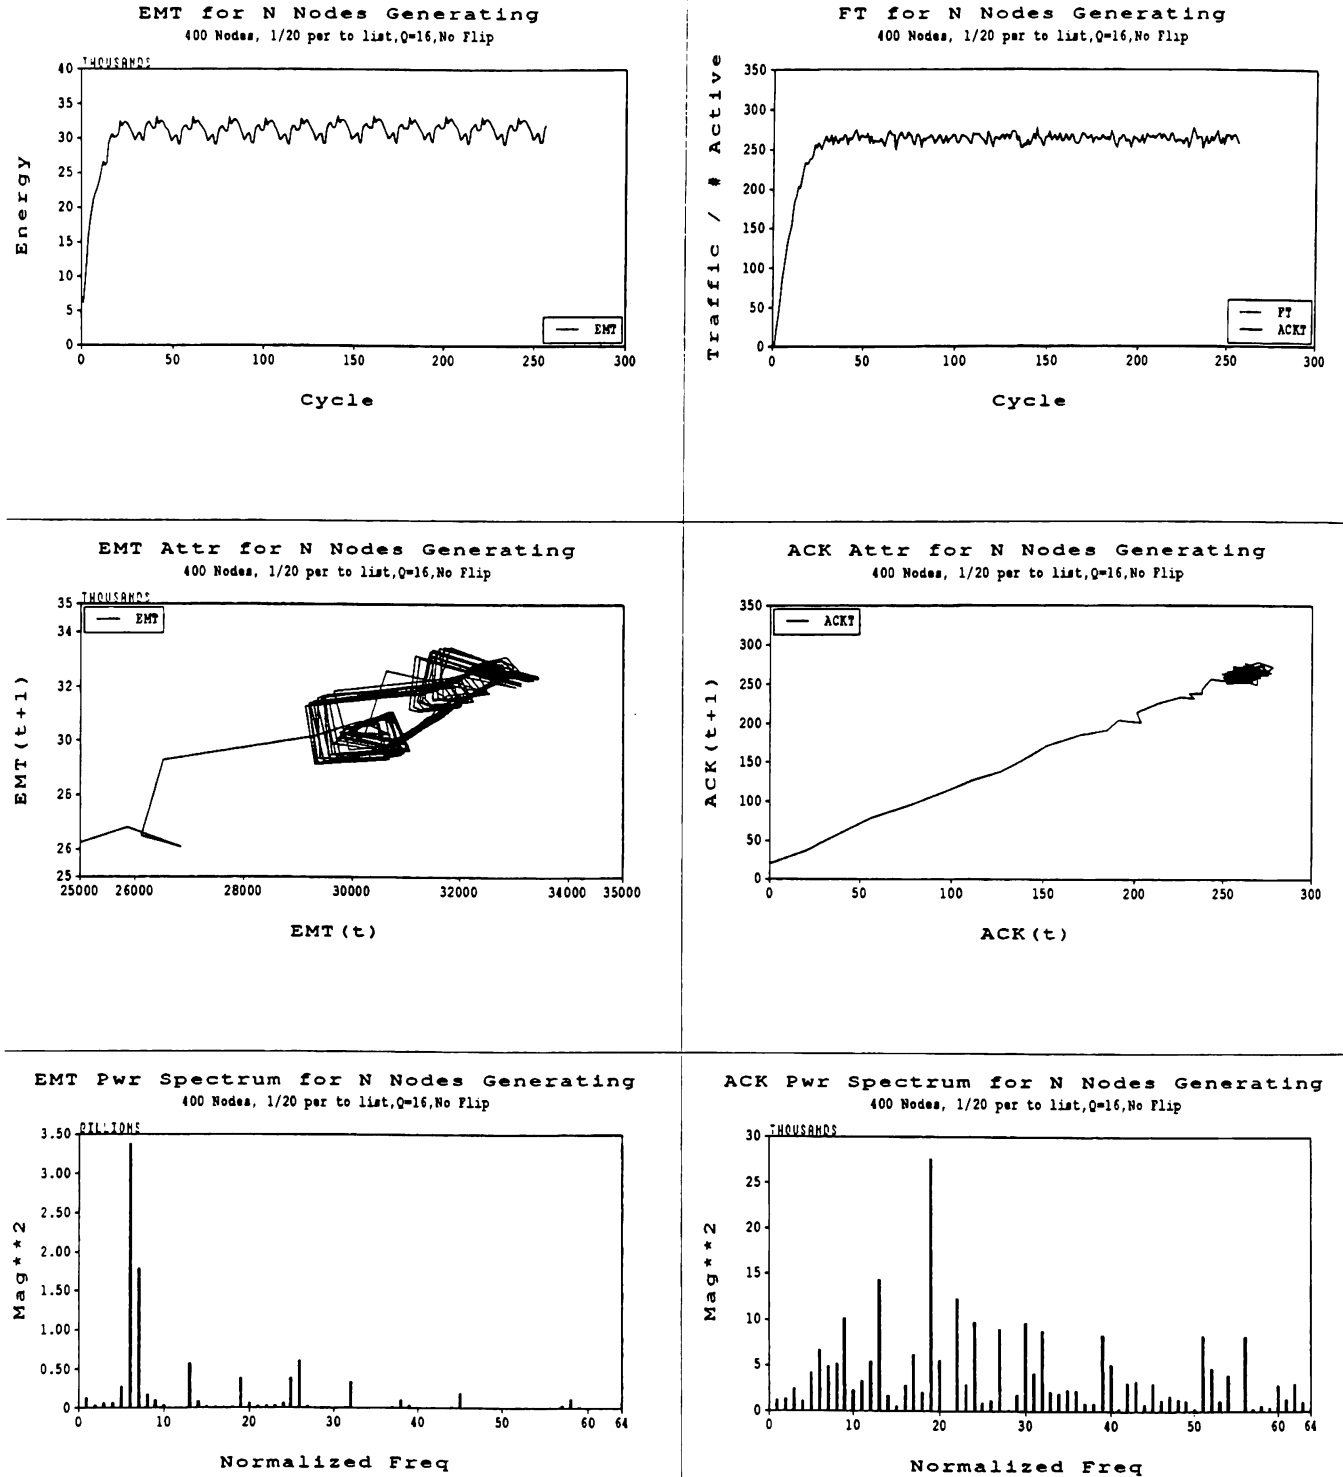 EMT for N Nodes Generating
400 Nodes, 1/20 per to list,Q=16,No Flip
THOUSANDS
40
35
30
25
20
15
10
5
0
Energy
EMT
0 50 100 150 200 250 300
Cycle
FT for N Nodes Generating
400 Nodes, 1/20 per to list,Q=16,No Flip
350
300
250
200
150
100
50
0
Traffic / # Active
FT
ACKT
0 50 100 150 200 250 300
Cycle
EMT Attr for N Nodes Generating
400 Nodes, 1/20 per to list,Q=16,No Flip
THOUSANDS
EMT
35
34
32
30
28
26
25
EMT(t+1)
25000 26000 28000 30000 32000 34000 35000
EMT(t)
ACK Attr for N Nodes Generating
400 Nodes, 1/20 per to list,Q=16,No Flip
ACKT
350
300
250
200
150
100
50
0
ACK(t+1)
0 50 100 150 200 250 300
ACK(t)
EMT Pwr Spectrum for N Nodes Generating
400 Nodes, 1/20 per to list,Q=16,No Flip
BILLIONS
3.50
3.00
2.50
2.00
1.50
1.00
0.50
0
Mag**2
0 10 20 30 40 50 60 64
Normalized Freq
ACK Pwr Spectrum for N Nodes Generating
400 Nodes, 1/20 per to list,Q=16,No Flip
THOUSANDS
30
25
20
15
10
5
0
Mag**2
0 10 20 30 40 50 60 64
Normalized Freq